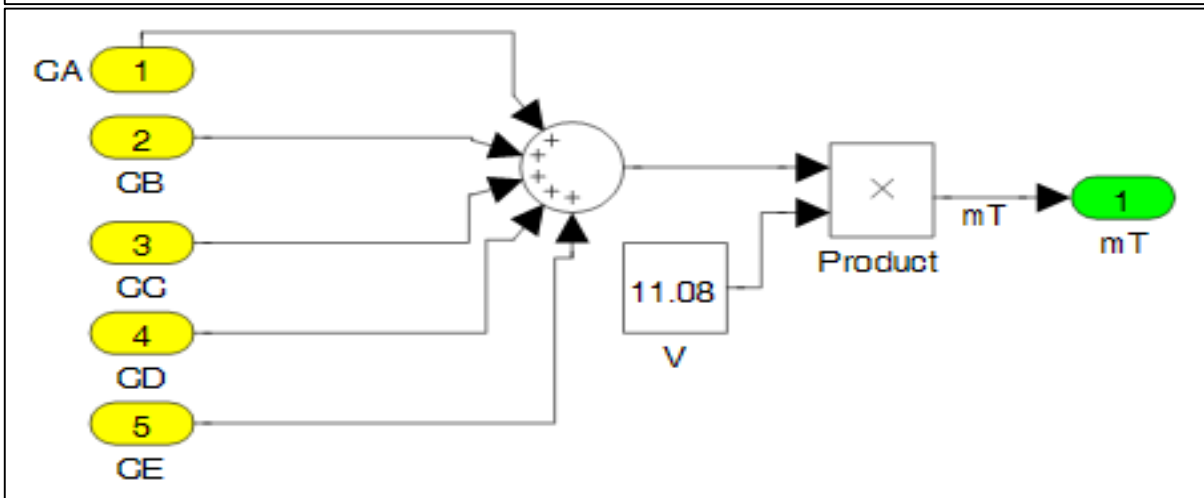 CA
1
2
CB
3
CC
4
CD
5
CE
+
+
+
+
+
11.08
V
×
Product
mT
1
mT